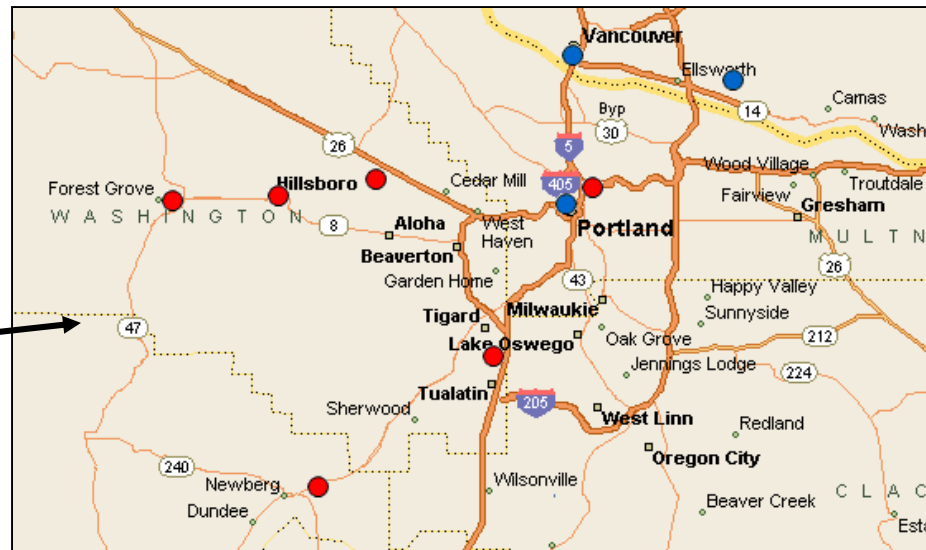 Vancouver
Ellsworth
Camas
14
Wash
Byp
30
5
26
Wood Village
Troutdale
Forest Grove
Hillsboro
Cedar Mill
405
Fairview
Gresham
WASHINGTON
8
Aloha
West
Haven
Portland
MULTN
Beaverton
Garden Home
43
26
Happy Valley
47
Tigard
Milwaukie
Sunnyside
Lake Oswego
Oak Grove
212
Jennings Lodge
224
Tualatin
205
Sherwood
West Linn
Redland
Oregon City
240
Newberg
Wilsonville
Beaver Creek
CLAC
Dundee
Esta